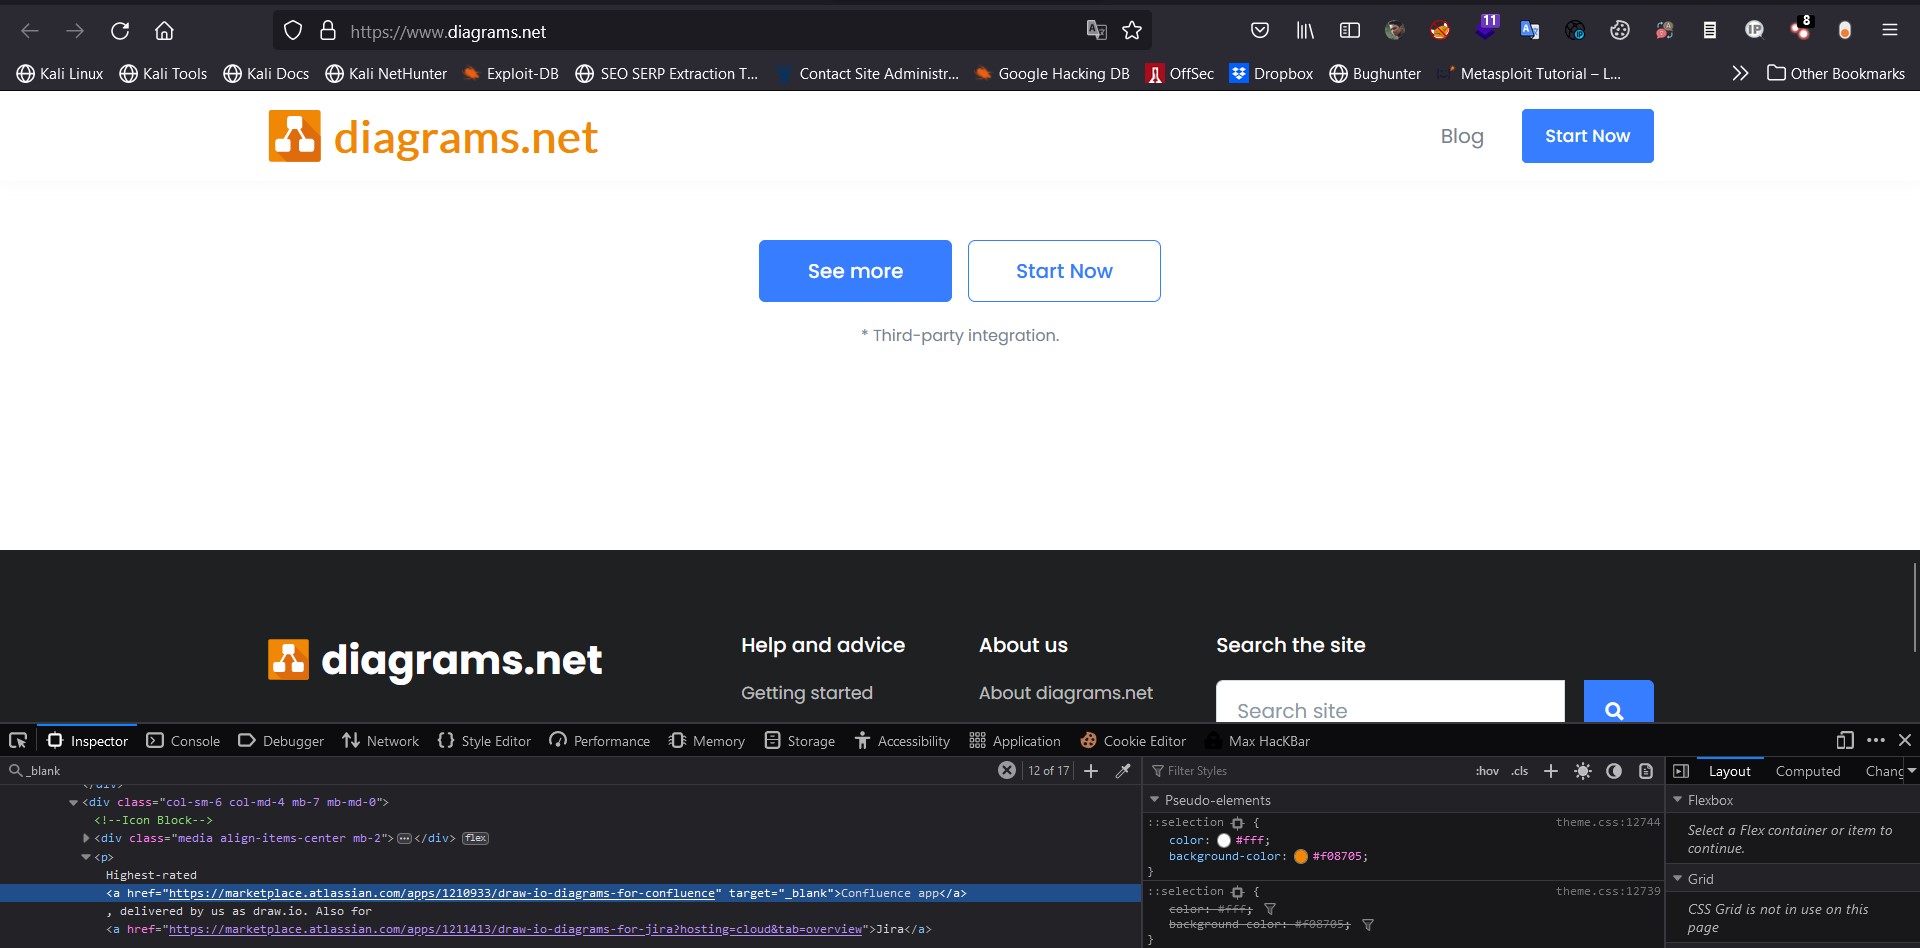 https://www.diagrams.net
11
8
Kali Linux Kali Tools Kali Docs Kali NetHunter Exploit-DB SEO SERP Extraction T... Contact Site Administr... Google Hacking DB OffSec Dropbox Bughunter Metasploit Tutorial – L... Other Bookmarks
diagrams.net Blog Start Now
See more Start Now
* Third-party integration.
diagrams.net Help and advice About us Search the site
Getting started About diagrams.net Search site
Inspector Console Debugger Network Style Editor Performance Memory Storage Accessibility Application Cookie Editor Max HacKBar
_blank 12 of 17 Filter Styles :hov .cls Layout Computed Chang
</div>
<div class="col-sm-6 col-md-4 mb-7 mb-md-0">
<!--Icon Block-->
<div class="media align-items-center mb-2"></div> flex
<p>
Highest-rated
<a href="https://marketplace.atlassian.com/apps/1210933/draw-io-diagrams-for-confluence" target="_blank">Confluence app</a>
, delivered by us as draw.io. Also for
<a href="https://marketplace.atlassian.com/apps/1211413/draw-io-diagrams-for-jira?hosting=cloud&tab=overview">Jira</a>
Pseudo-elements
::selection { theme.css:12744
color: #fff;
background-color: #f08705;
}
::selection { theme.css:12739
color: #fff;
background-color: #f08705;
}
Flexbox
Select a Flex container or item to
continue.
Grid
CSS Grid is not in use on this
page